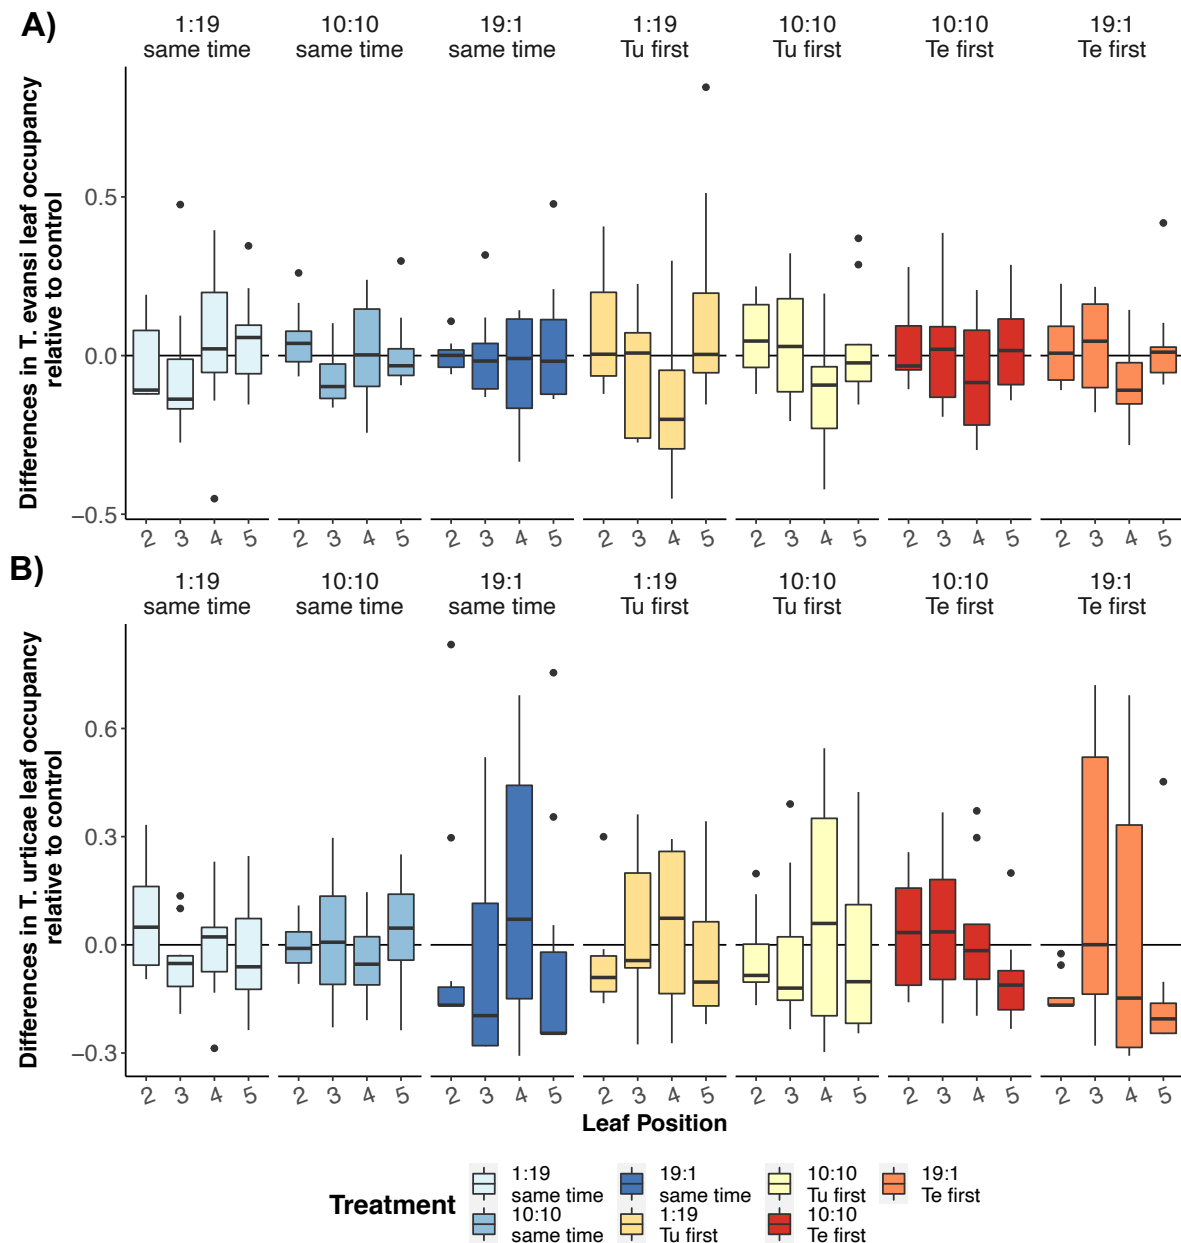 A)
1:19 10:10 19:1 1:19 10:10 10:10 19:1
same time same time same time Tu first Tu first Te first Te first
Differences in T. evansi leaf occupancy
relative to control
0.5
0.0
−0.5
2 3 4 5 2 3 4 5 2 3 4 5 2 3 4 5 2 3 4 5 2 3 4 5 2 3 4 5
B)
1:19 10:10 19:1 1:19 10:10 10:10 19:1
same time same time same time Tu first Tu first Te first Te first
Differences in T. urticae leaf occupancy
relative to control
0.6
0.3
0.0
−0.3
2 3 4 5 2 3 4 5 2 3 4 5 2 3 4 5 2 3 4 5 2 3 4 5 2 3 4 5
Leaf Position
Treatment
1:19
same time
10:10
same time
19:1
same time
1:19
Tu first
10:10
Tu first
10:10
Te first
19:1
Te first